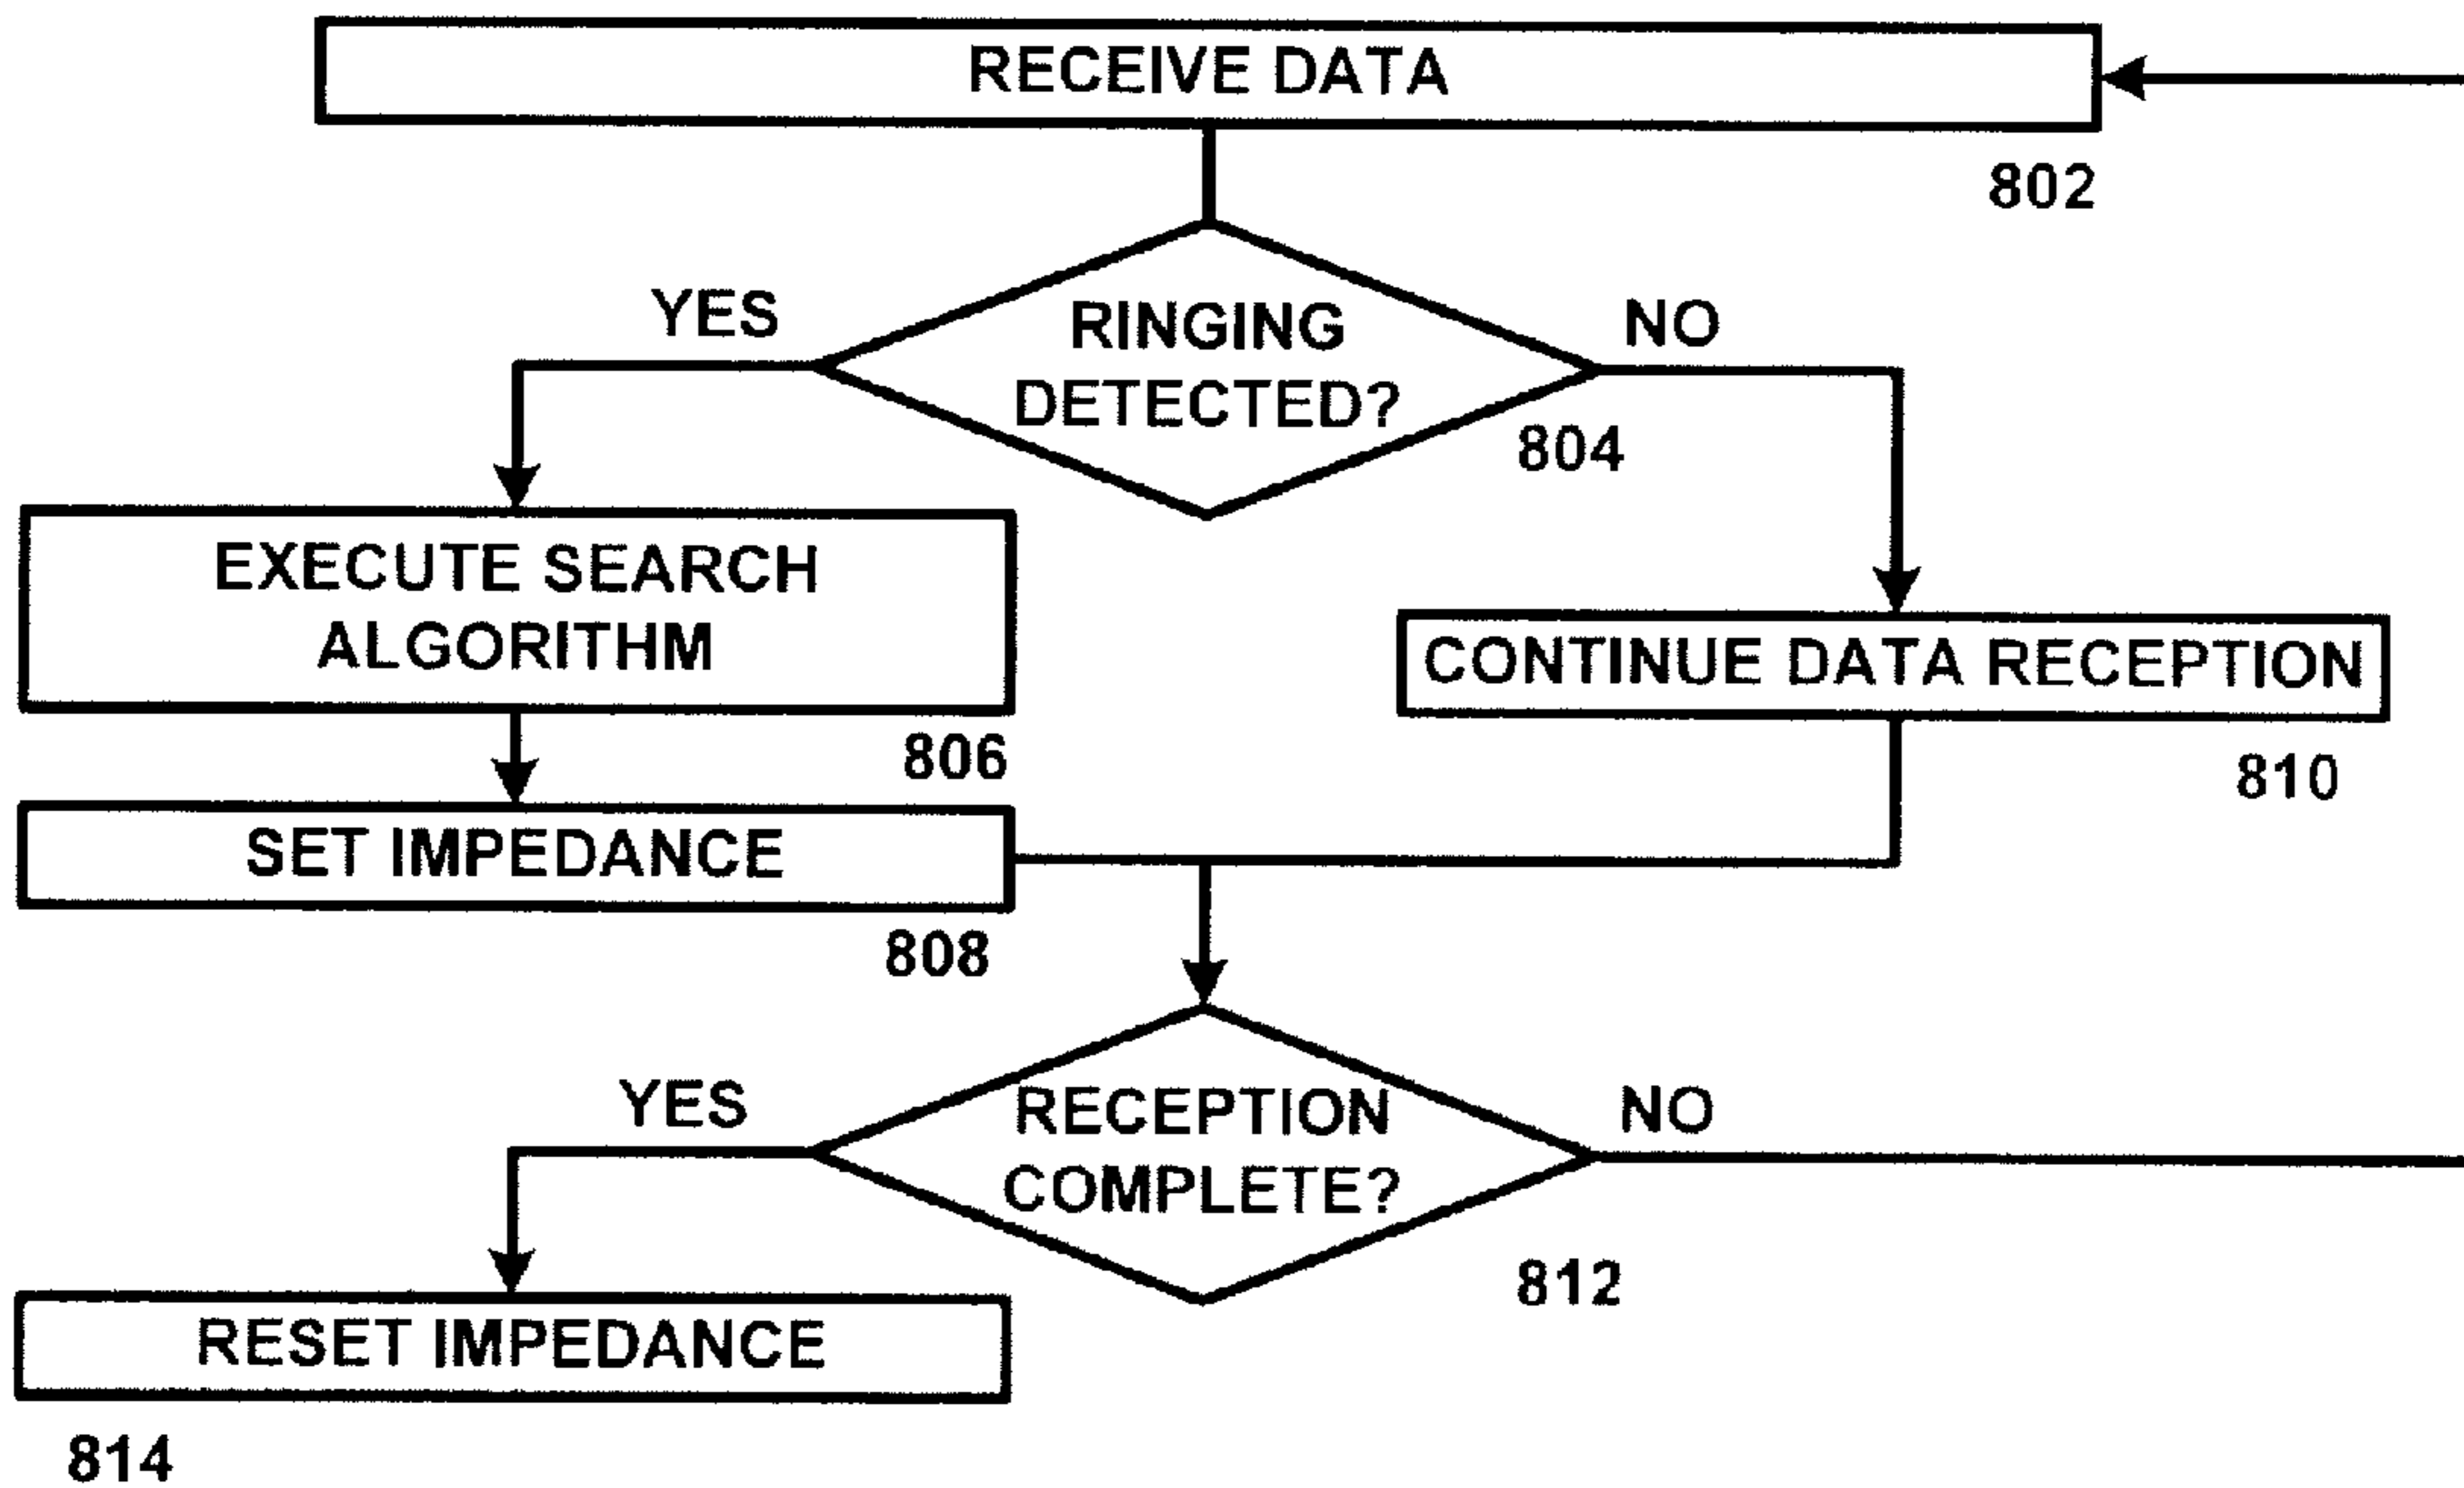 RECEIVE DATA
802
YES
RINGING
DETECTED?
NO
804
EXECUTE SEARCH
ALGORITHM
806
CONTINUE DATA RECEPTION
810
SET IMPEDANCE
808
YES
RECEPTION
COMPLETE?
NO
812
RESET IMPEDANCE
814